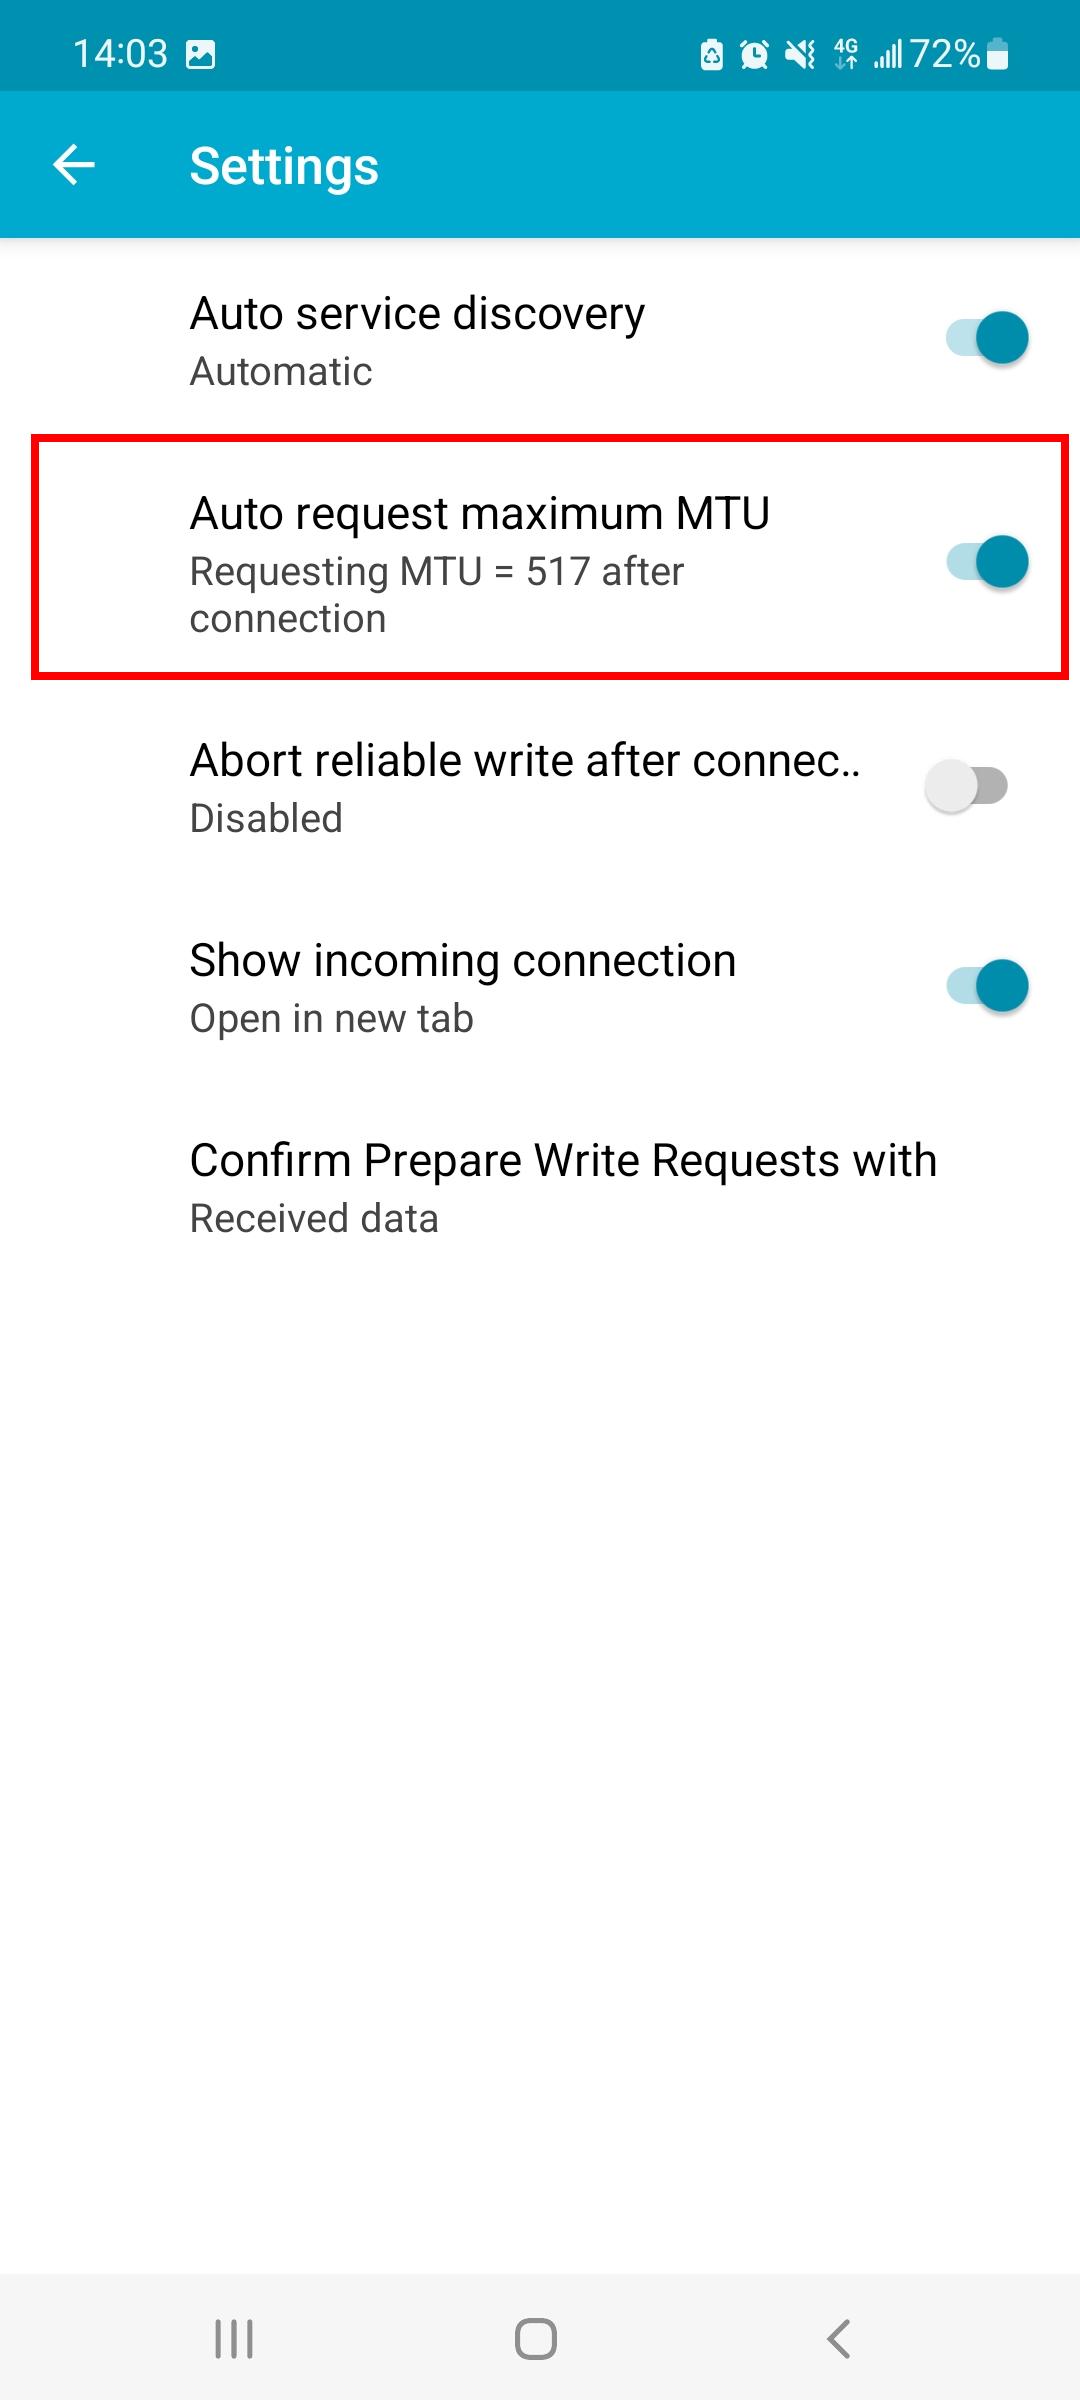 14:03
4G 72%
Settings
Auto service discovery
Automatic
Auto request maximum MTU
Requesting MTU = 517 after
connection
Abort reliable write after connec..
Disabled
Show incoming connection
Open in new tab
Confirm Prepare Write Requests with
Received data